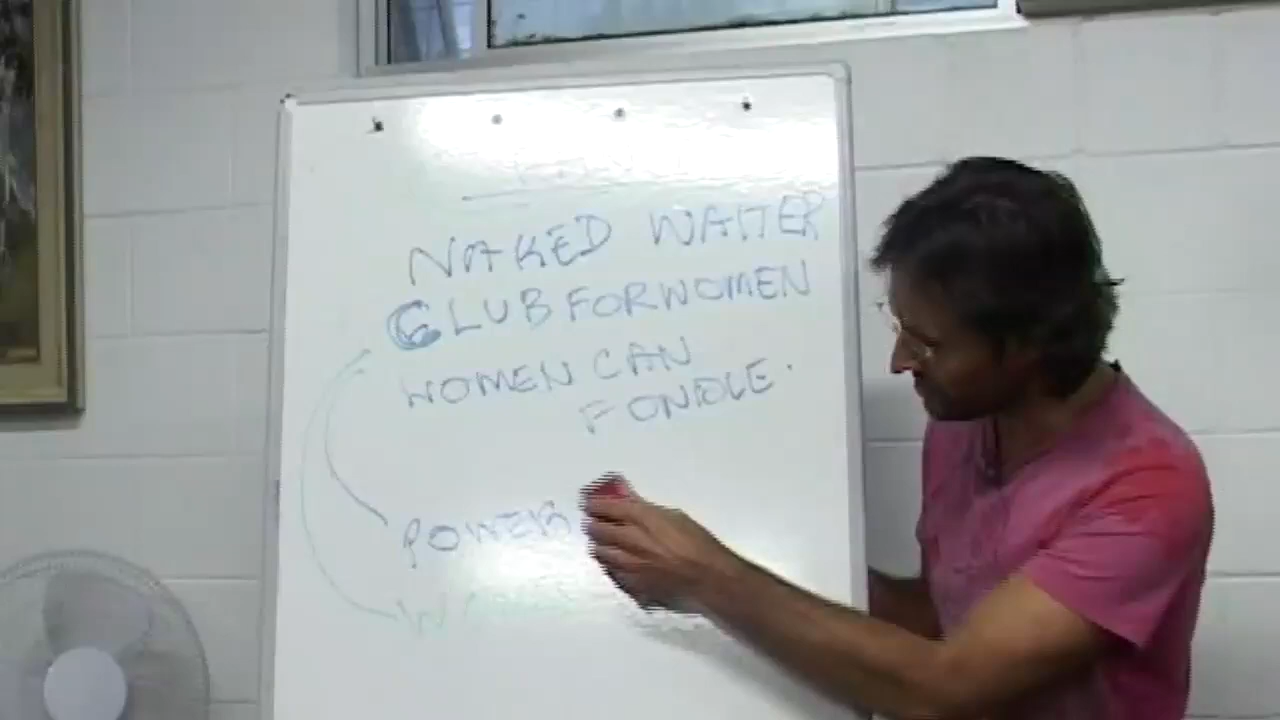 NAKED WAITER
CLUB FOR WOMEN
WOMEN CAN
FONDLE.
POWER